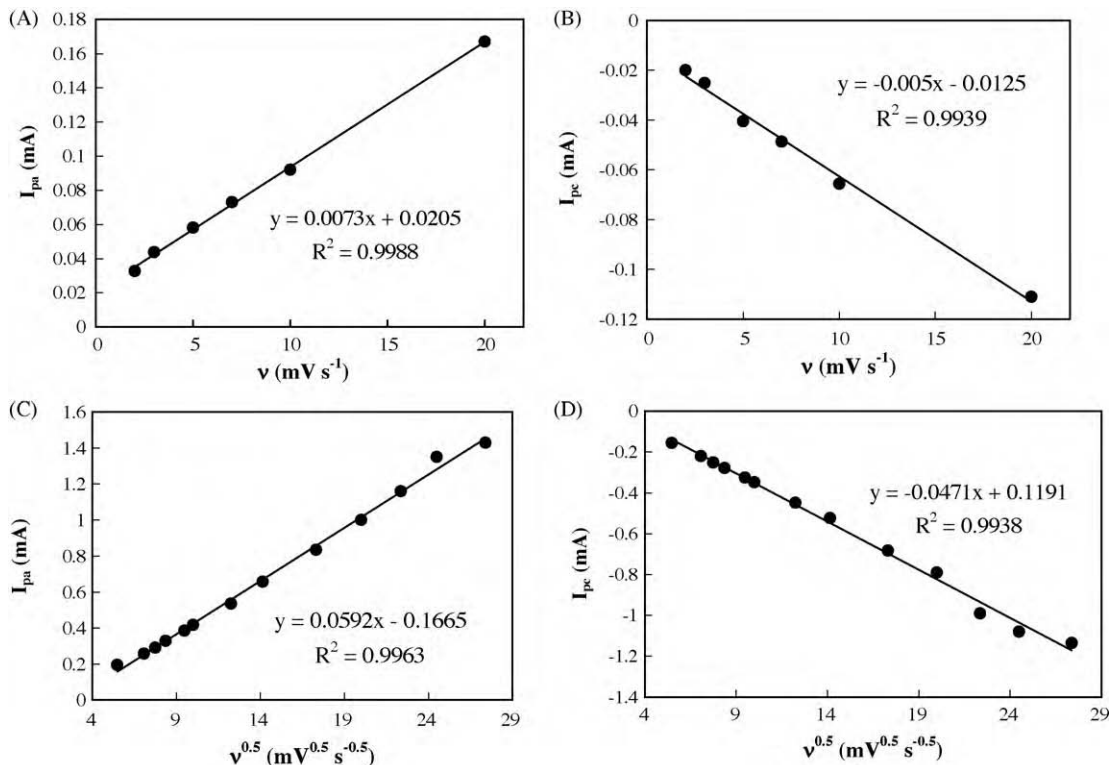 (A)
0.18
0.16
0.14
0.12
0.1
0.08
0.06
0.04
0.02
0
I_pa (mA)
y = 0.0073x + 0.0205
R² = 0.9988
0 5 10 15 20
ν (mV s⁻¹)
(B)
0
-0.02
-0.04
-0.06
-0.08
-0.1
-0.12
I_pc (mA)
y = -0.005x - 0.0125
R² = 0.9939
0 5 10 15 20
ν (mV s⁻¹)
(C)
1.6
1.4
1.2
1
0.8
0.6
0.4
0.2
0
I_pa (mA)
y = 0.0592x - 0.1665
R² = 0.9963
4 9 14 19 24 29
ν^0.5 (mV^0.5 s^-0.5)
(D)
0
-0.2
-0.4
-0.6
-0.8
-1
-1.2
-1.4
I_pc (mA)
y = -0.0471x + 0.1191
R² = 0.9938
4 9 14 19 24 29
ν^0.5 (mV^0.5 s^-0.5)